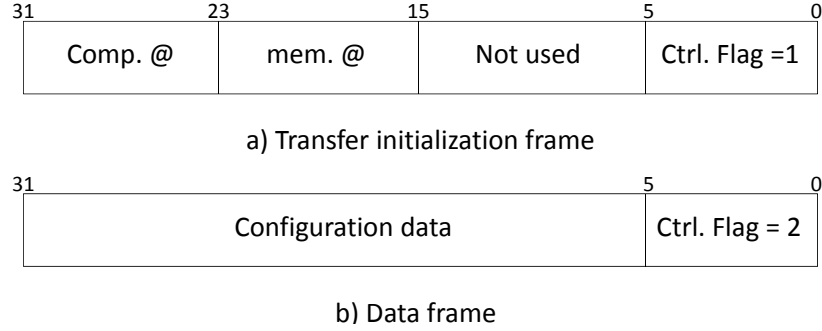 31 23 15 5 0
Comp. @ mem. @ Not used Ctrl. Flag =1
a) Transfer initialization frame
31 5 0
Configuration data Ctrl. Flag = 2
b) Data frame